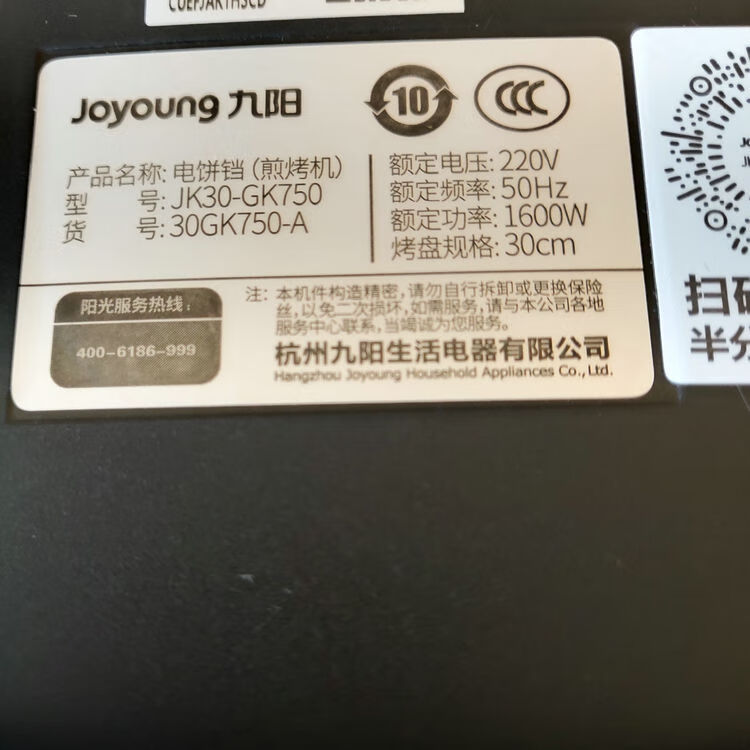 Joyoung 九阳
10
CCC
产品名称: 电饼铛 (煎烤机)
型 号: JK30-GK750
货 号: 30GK750-A
额定电压: 220V
额定频率: 50Hz
额定功率: 1600W
烤盘规格: 30cm
阳光服务热线:
400-6186-999
注: 本机件构造精密, 请勿自行拆卸或更换保险
丝, 以免二次损坏, 如需服务, 请与本公司各地
服务中心联系, 当竭诚为您服务。
杭州九阳生活电器有限公司
Hangzhou Joyoung Household Appliances Co., Ltd.
扫
半分